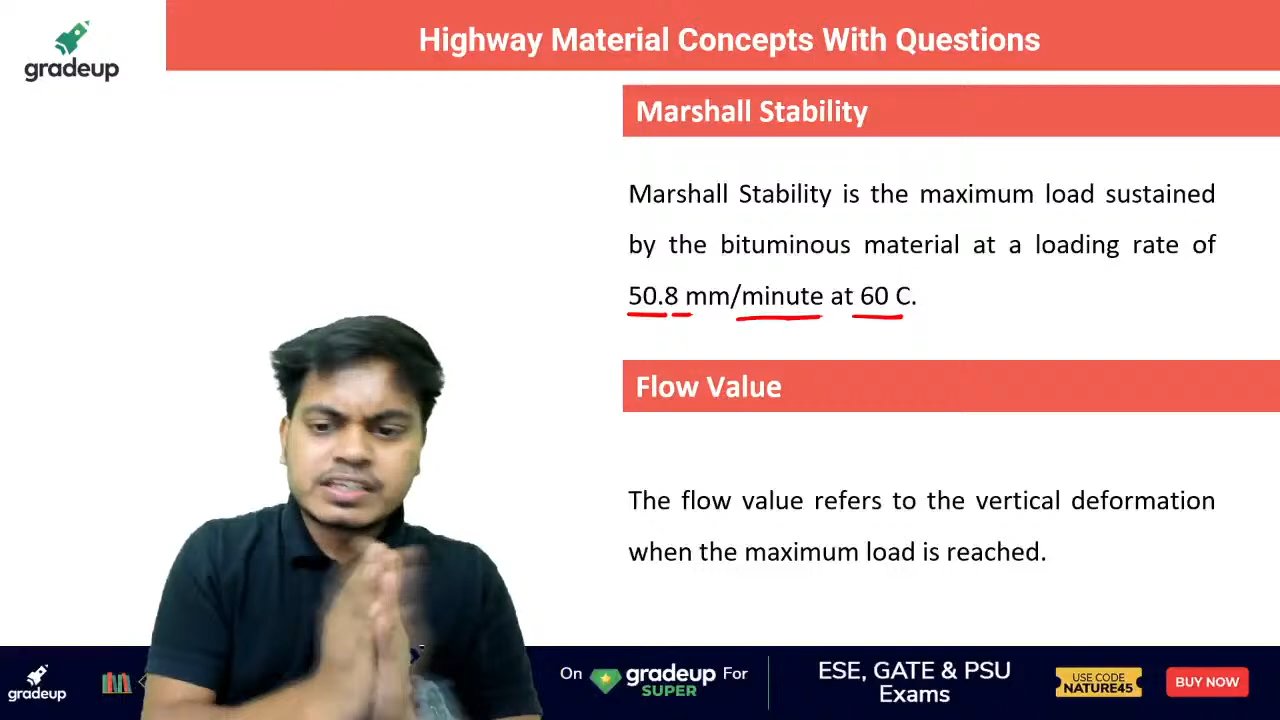 gradeup
Highway Material Concepts With Questions
Marshall Stability
Marshall Stability is the maximum load sustained
by the bituminous material at a loading rate of
50.8 mm/minute at 60 C.
Flow Value
The flow value refers to the vertical deformation
when the maximum load is reached.
gradeup
On gradeup SUPER For
ESE, GATE & PSU
Exams
USE CODE
NATURE45
BUY NOW